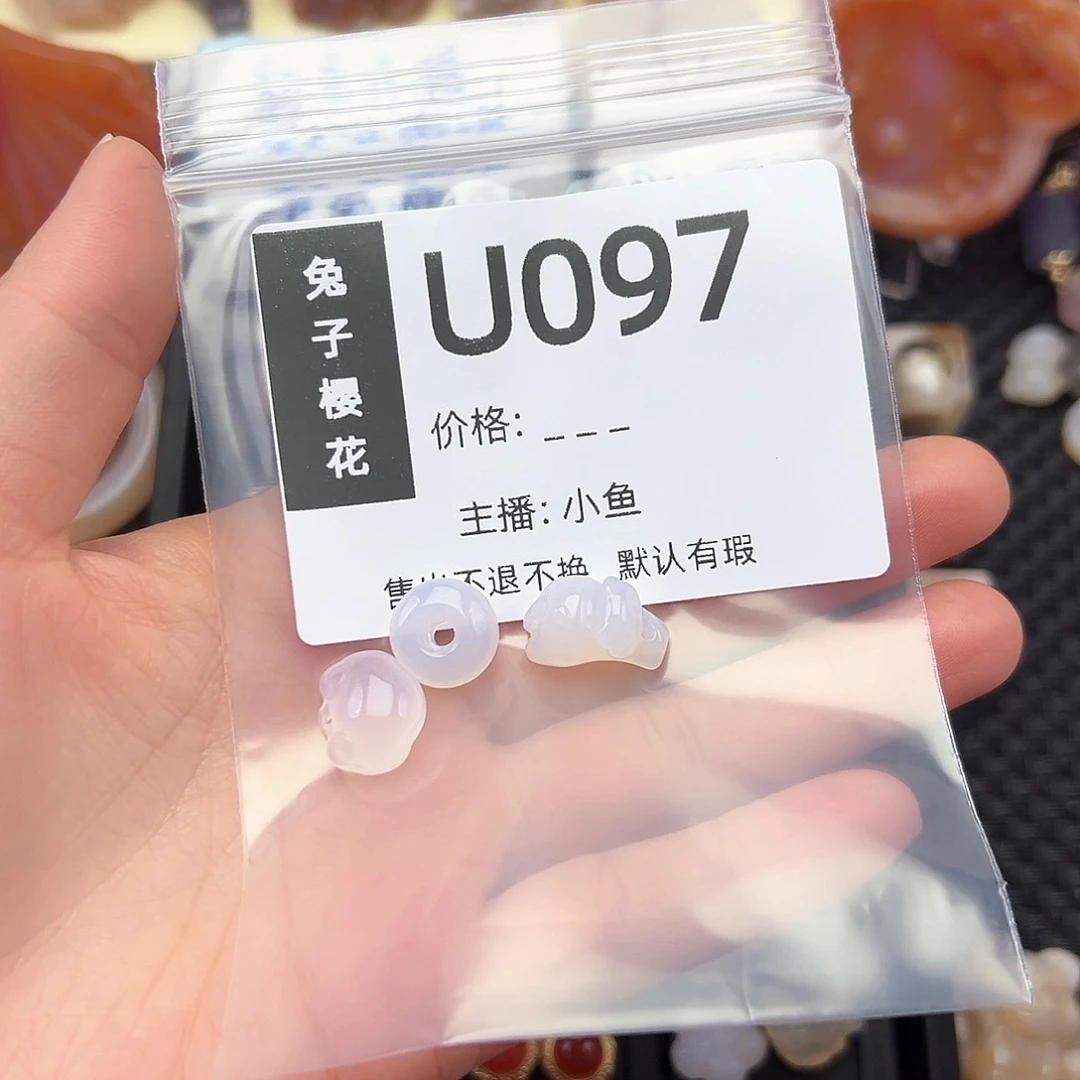 兔子樱花
U097
价格: _ _ _
主播: 小鱼
售出不退不换 默认有瑕